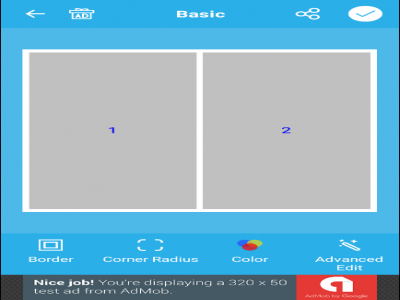 AD
Basic
1
2
Border
Corner Radius
Color
Advanced
Edit
Nice job! You're displaying a 320 x 50
test ad from AdMob.
AdMob by Google